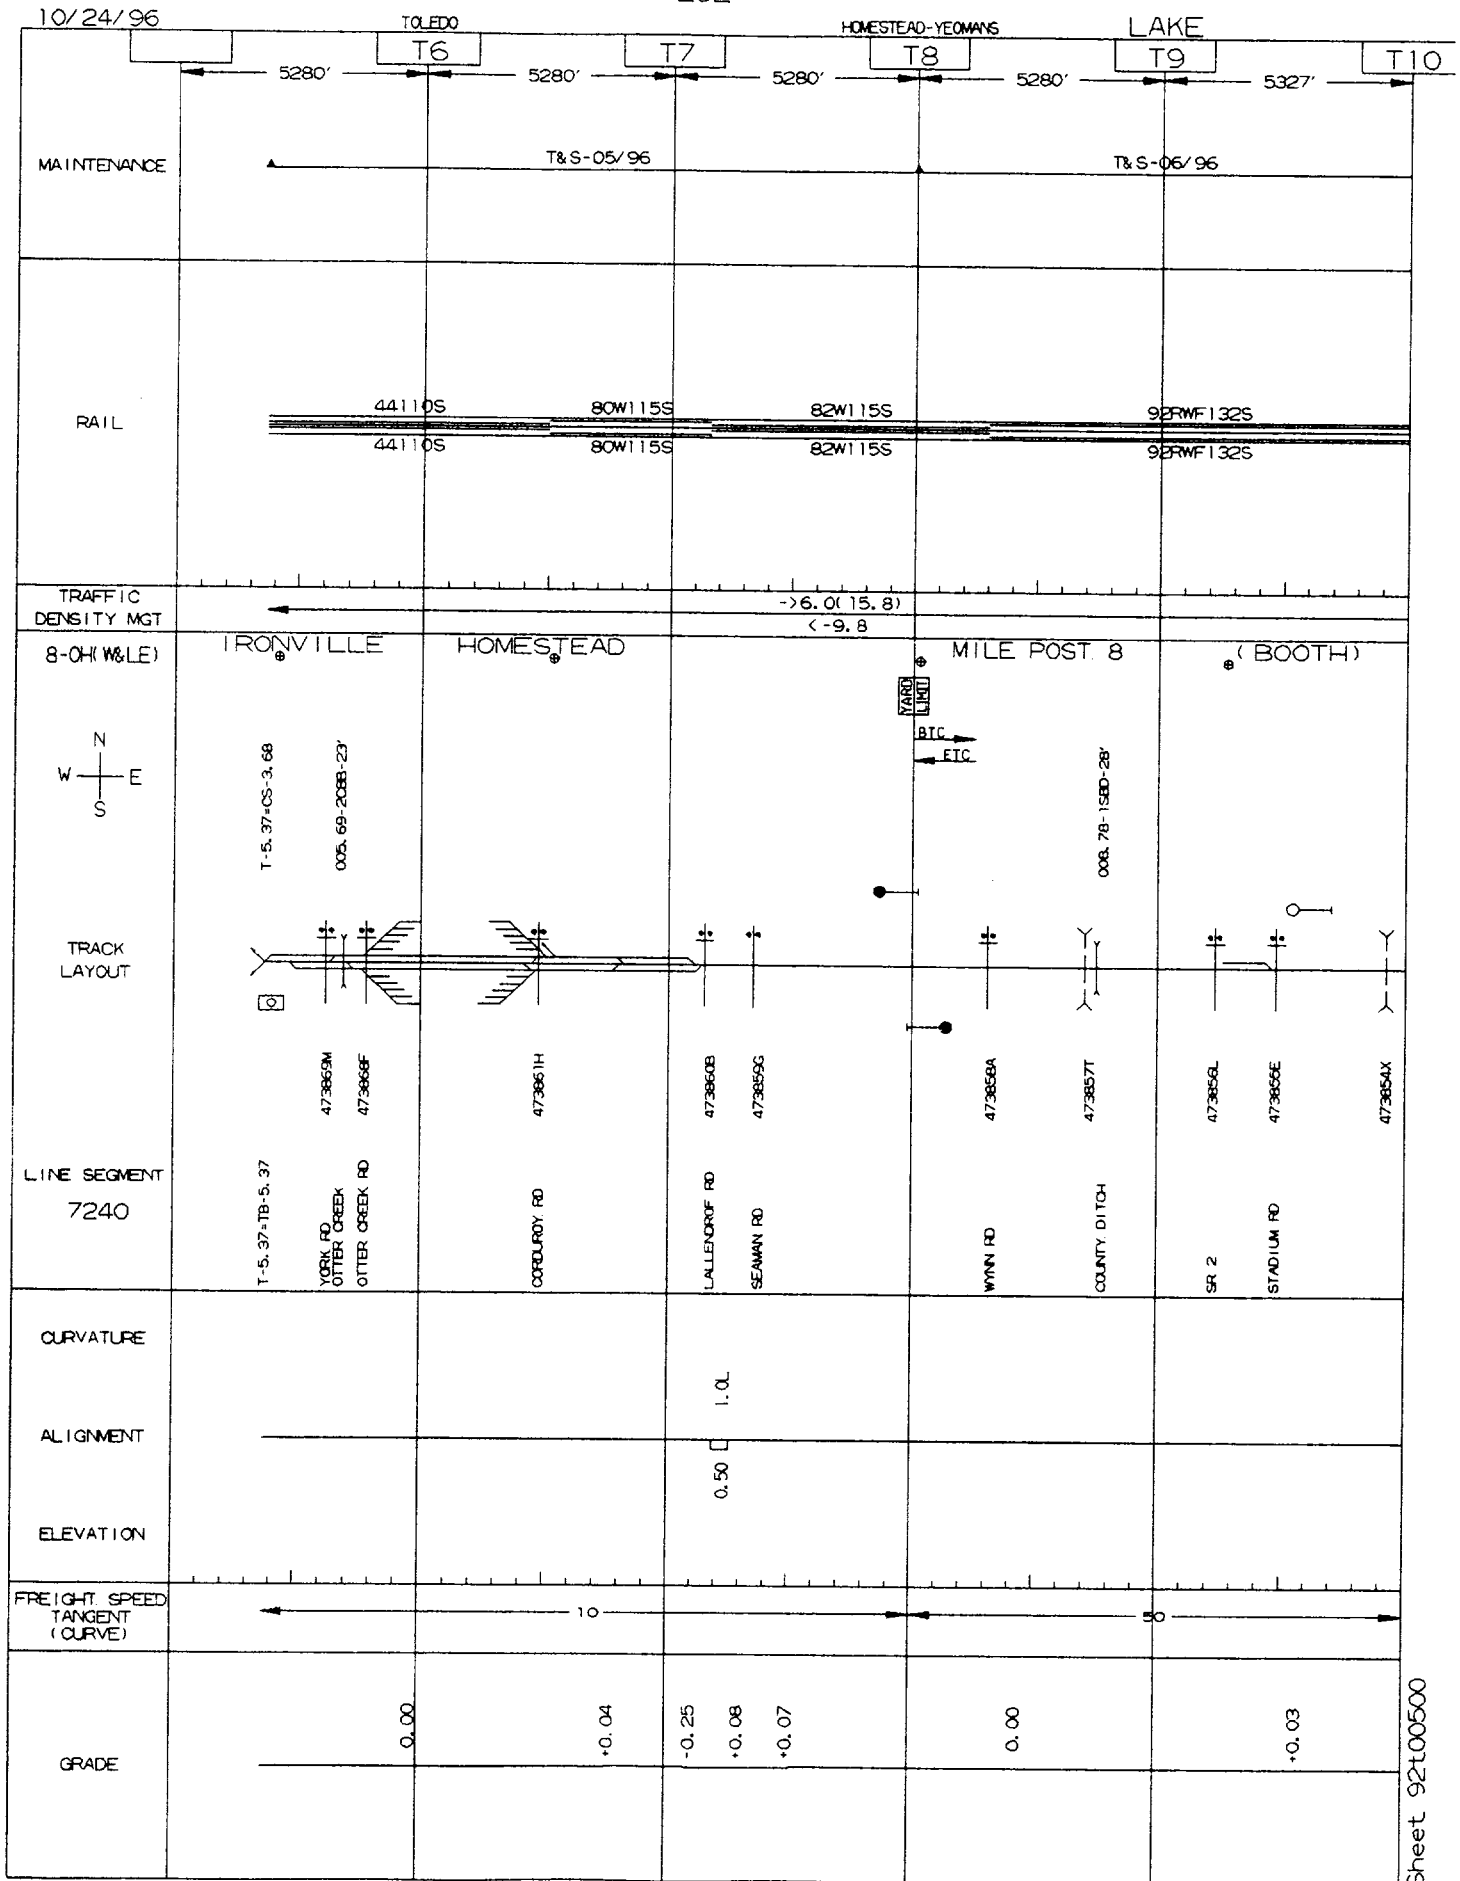 10/24/96
TOLEDO
HOMESTEAD-YEOMANS
LAKE
T6
T7
T8
T9
T10
5280'
5280'
5280'
5280'
5327'
MAINTENANCE
T&S-05/96
T&S-06/96
RAIL
44110S
80W115S
82W115S
92RWF132S
44110S
80W115S
82W115S
92RWF132S
TRAFFIC
DENSITY MGT
->6.0(15.8)
<-9.8
8-OH(W&LE)
IRONVILLE
HOMESTEAD
MILE POST 8
(BOOTH)
YARD
LIMIT
BTC
ETC
N
W
E
S
T-5.37=CS-3.68
005.69-2CBB-23'
008.78-1SBD-28'
TRACK
LAYOUT
473869M
473868F
473861H
473860B
473859G
473858A
473857T
473856L
473855E
473854X
LINE SEGMENT
7240
T-5.37=TB-5.37
YORK RD
OTTER CREEK
OTTER CREEK RD
CORDUROY RD
LALLENDROF RD
SEAMAN RD
WYNN RD
COUNTY DITCH
SR 2
STADIUM RD
CURVATURE
1.0L
ALIGNMENT
0.50
ELEVATION
FREIGHT SPEED
TANGENT
(CURVE)
10
50
GRADE
0.00
+0.04
-0.25
+0.08
+0.07
0.00
+0.03
Sheet 92t00500